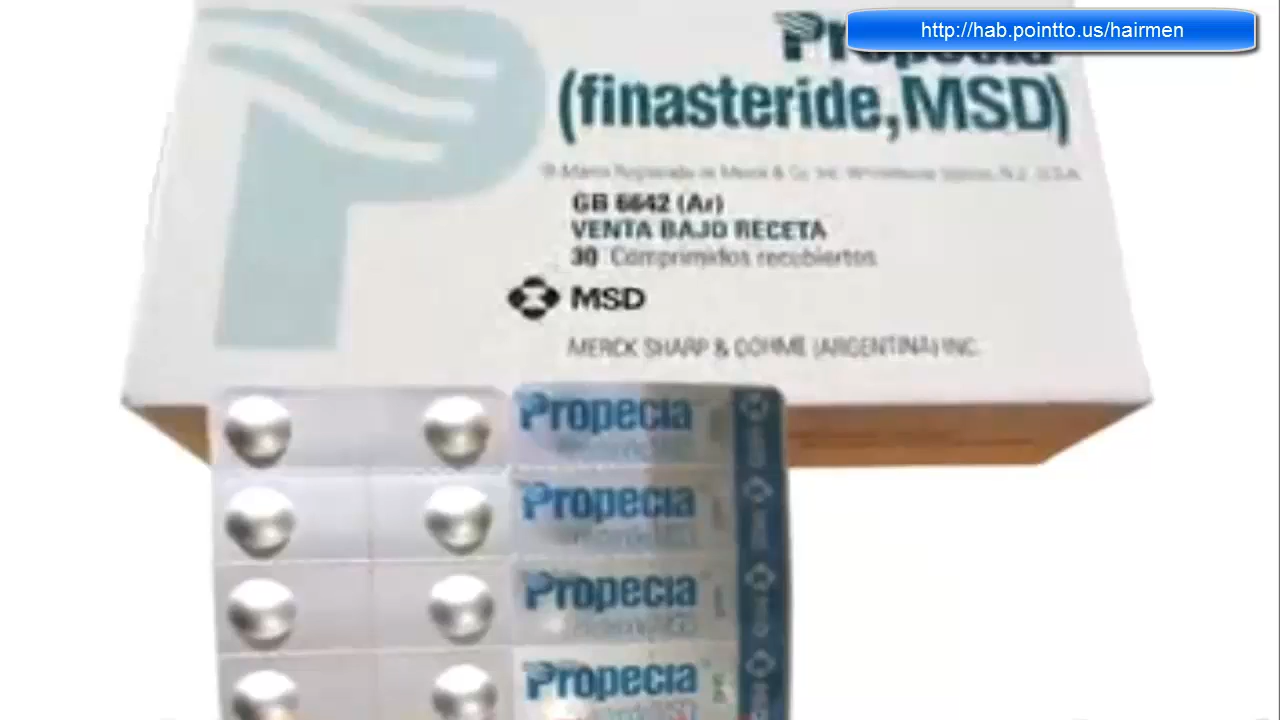 http://hab.pointto.us/hairmen
Propecia
(finasteride,MSD)
GB 6642 (Ar)
VENTA BAJO RECETA
30 Comprimidos recubiertos
MSD
MERCK SHARP & DOHME (ARGENTINA) INC.
Propecia
Propecia
Propecia
Propecia